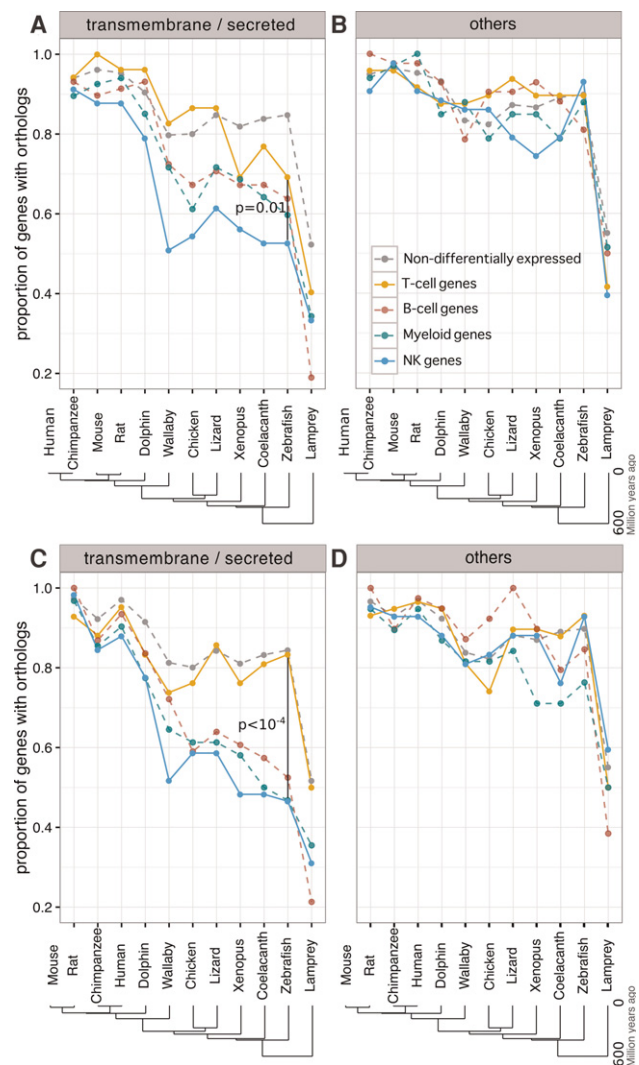 A
transmembrane / secreted
B
others
proportion of genes with orthologs
1.0
0.8
0.6
0.4
0.2
p=0.01
Non-differentially expressed
T-cell genes
B-cell genes
Myeloid genes
NK genes
Human
Chimpanzee
Mouse
Rat
Dolphin
Wallaby
Chicken
Lizard
Xenopus
Coelacanth
Zebrafish
Lamprey
Human
Chimpanzee
Mouse
Rat
Dolphin
Wallaby
Chicken
Lizard
Xenopus
Coelacanth
Zebrafish
Lamprey
0
600
Million years ago
C
transmembrane / secreted
D
others
proportion of genes with orthologs
1.0
0.8
0.6
0.4
0.2
p<10⁻⁴
Mouse
Rat
Chimpanzee
Human
Dolphin
Wallaby
Chicken
Lizard
Xenopus
Coelacanth
Zebrafish
Lamprey
Mouse
Rat
Chimpanzee
Human
Dolphin
Wallaby
Chicken
Lizard
Xenopus
Coelacanth
Zebrafish
Lamprey
0
600
Million years ago